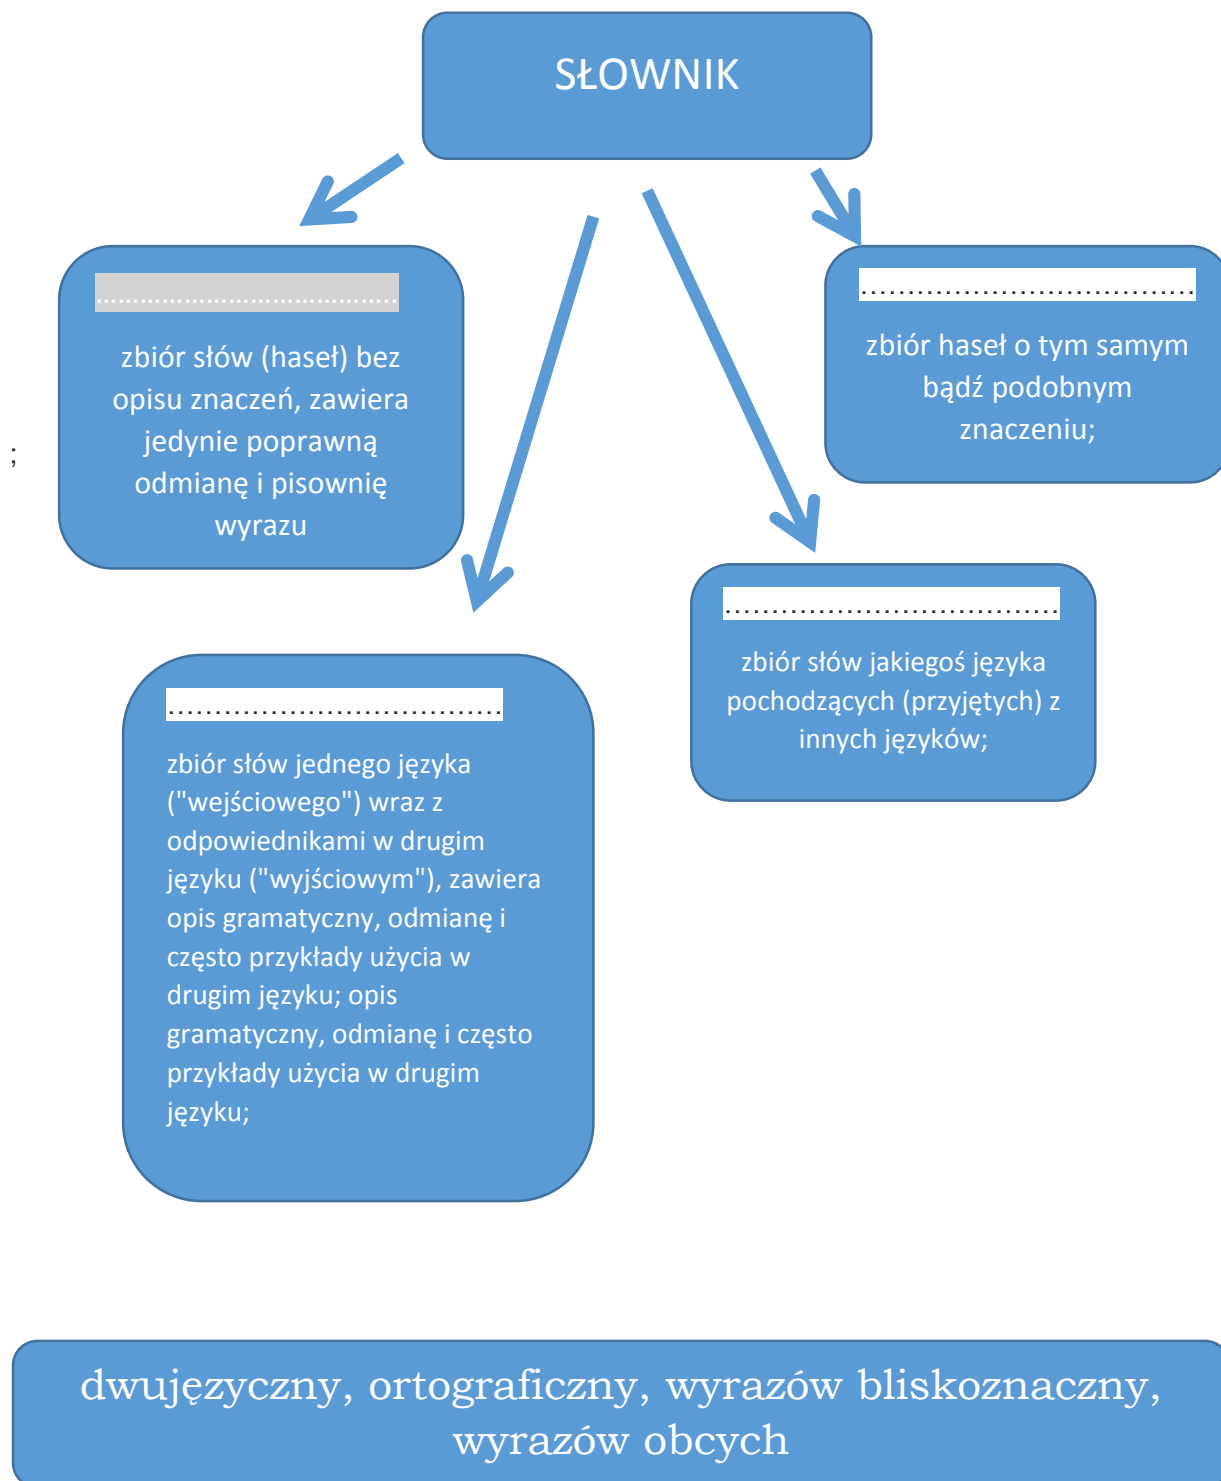 SŁOWNIK
.........................................
zbiór słów (haseł) bez
opisu znaczeń, zawiera
jedynie poprawną
odmianę i pisownię
wyrazu
;
....................................
zbiór haseł o tym samym
bądź podobnym
znaczeniu;
....................................
zbiór słów jednego języka
("wejściowego") wraz z
odpowiednikami w drugim
języku ("wyjściowym"), zawiera
opis gramatyczny, odmianę i
często przykłady użycia w
drugim języku; opis
gramatyczny, odmianę i często
przykłady użycia w drugim
języku;
....................................
zbiór słów jakiegoś języka
pochodzących (przyjętych) z
innych języków;
dwujęzyczny, ortograficzny, wyrazów bliskoznaczny,
wyrazów obcych